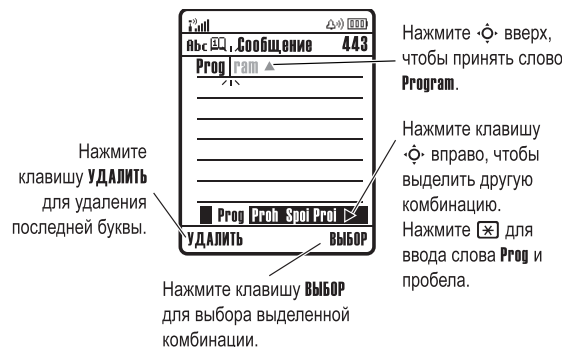 Abc Сообщение 443
Prog ram
Prog Proh Spoi Proi
УДАЛИТЬ ВЫБОР
Нажмите вверх,
чтобы принять слово
Program.
Нажмите клавишу
вправо, чтобы
выделить другую
комбинацию.
Нажмите * для
ввода слова Prog и
пробела.
Нажмите
клавишу УДАЛИТЬ
для удаления
последней буквы.
Нажмите клавишу ВЫБОР
для выбора выделенной
комбинации.